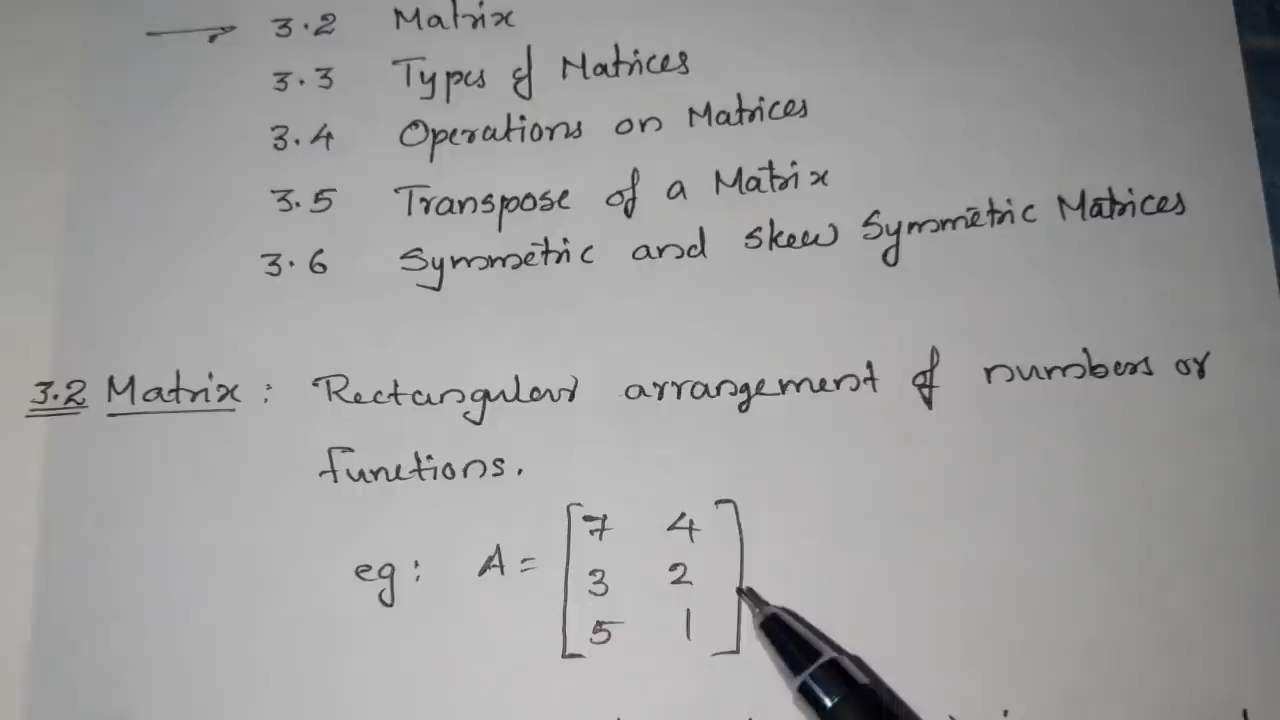 3.2 Matrix
3.3 Types of Matrices
3.4 Operations on Matrices
3.5 Transpose of a Matrix
3.6 Symmetric and skew Symmetric Matrices
3.2 Matrix : Rectangular arrangement of numbers or
functions.
eg : A = [ 7 4
3 2
5 1 ]